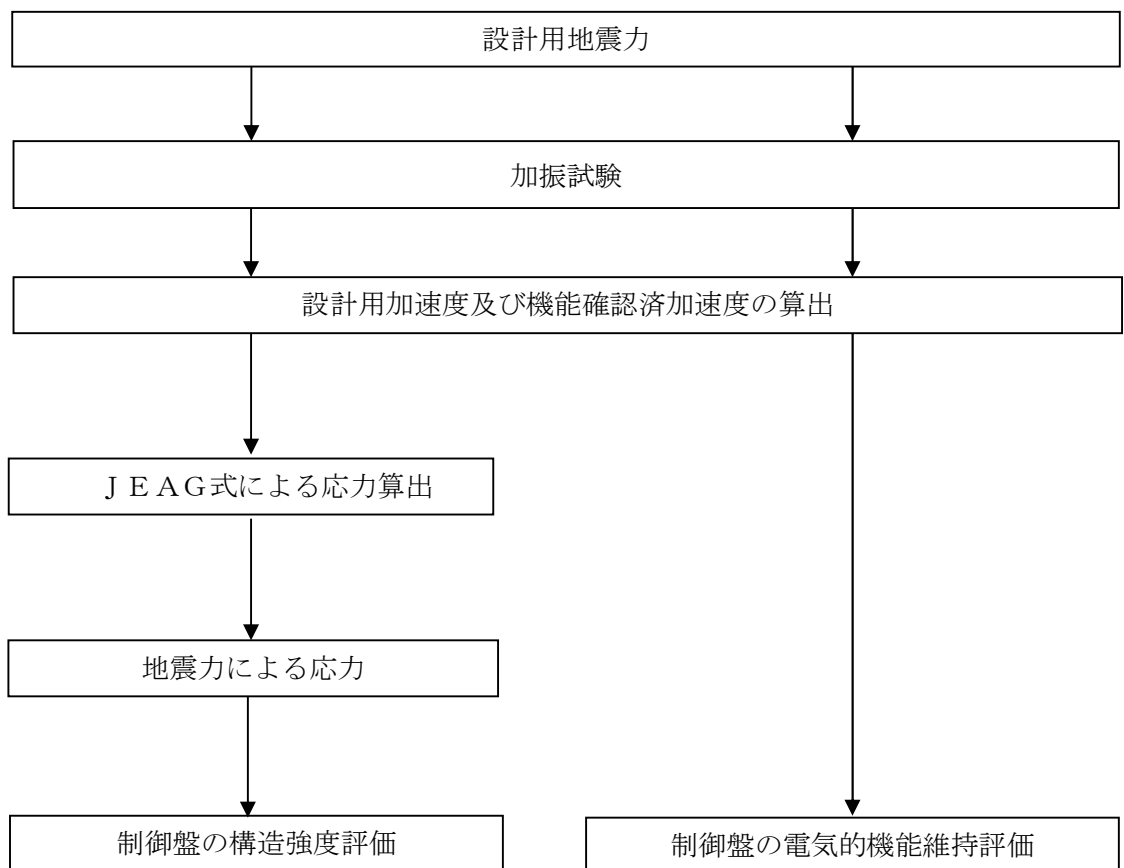 設計用地震力
加振試験
設計用加速度及び機能確認済加速度の算出
ＪＥＡＧ式による応力算出
地震力による応力
制御盤の構造強度評価
制御盤の電気的機能維持評価